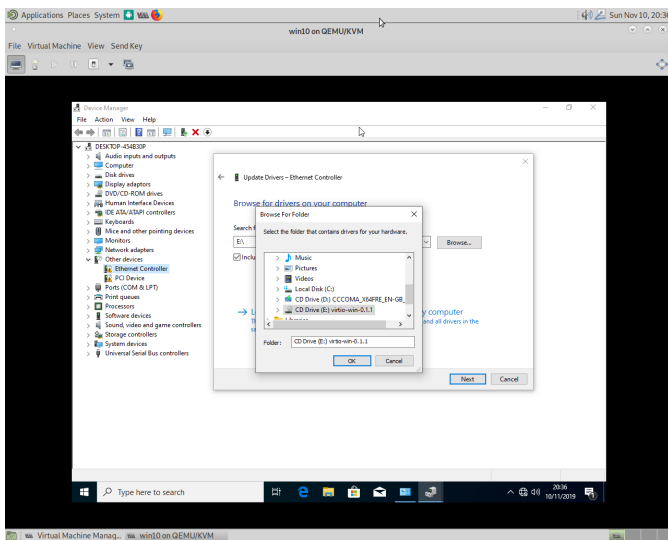 Applications Places System Sun Nov 10, 20:36
win10 on QEMU/KVM
File Virtual Machine View Send Key
Device Manager
File Action View Help
DESKTOP-454B30P
Audio inputs and outputs
Computer
Disk drives
Display adaptors
DVD/CD-ROM drives
Human Interface Devices
IDE ATA/ATAPI controllers
Keyboards
Mice and other pointing devices
Monitors
Network adapters
Other devices
Ethernet Controller
PCI Device
Ports (COM & LPT)
Print queues
Processors
Software devices
Sound, video and game controllers
Storage controllers
System devices
Universal Serial Bus controllers
Update Drivers – Ethernet Controller
Browse for drivers on your computer
Search f
E:\
Browse...
Inclu
L y computer
and all drivers in the
Next Cancel
Browse For Folder
Select the folder that contains drivers for your hardware.
Music
Pictures
Videos
Local Disk (C:)
CD Drive (D:) CCCOMA_X64FRE_EN-GB_
CD Drive (E:) virtio-win-0.1.1
Folder: CD Drive (E:) virtio-win-0.1.1
OK Cancel
Type here to search
20:36
10/11/2019
Virtual Machine Manag... win10 on QEMU/KVM